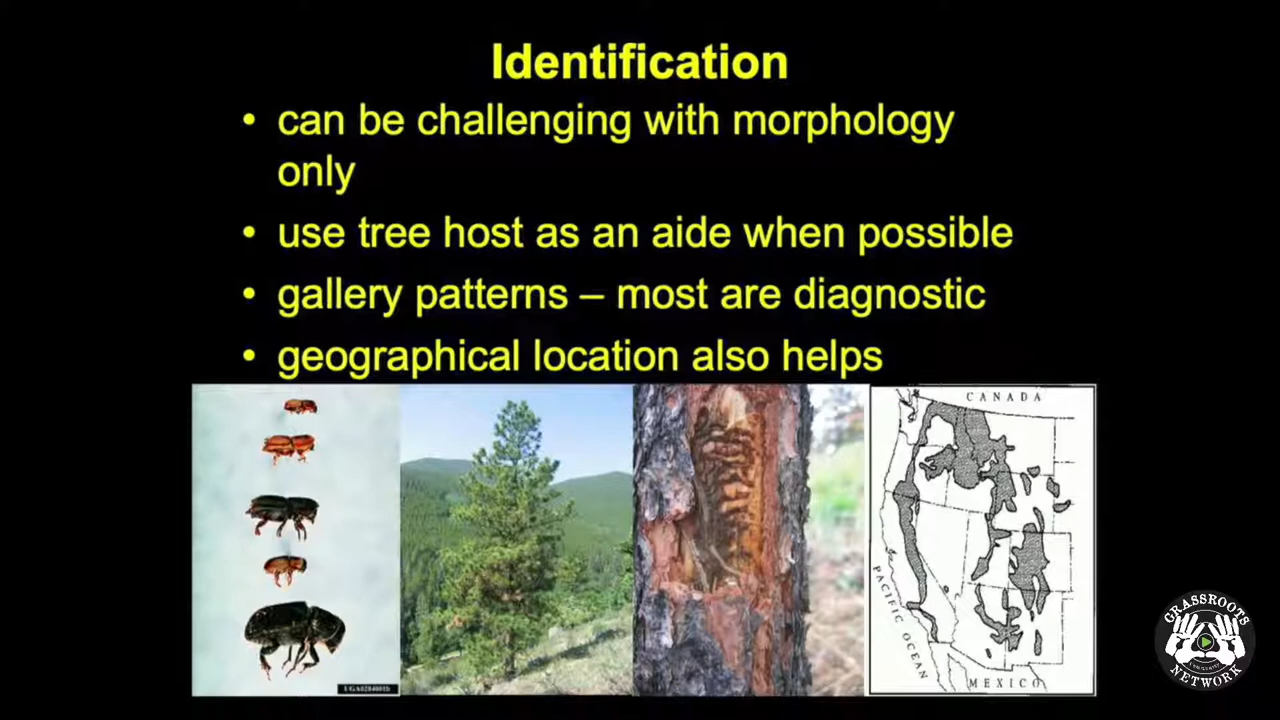 Identification
• can be challenging with morphology
only
• use tree host as an aide when possible
• gallery patterns – most are diagnostic
• geographical location also helps
CANADA
PACIFIC OCEAN
MEXICO
GRASSROOTS
NETWORK